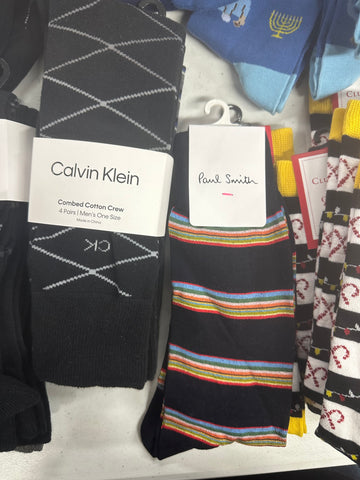 Calvin Klein
Combed Cotton Crew
4 Pairs | Men's One Size
Made in China
CK
Paul Smith